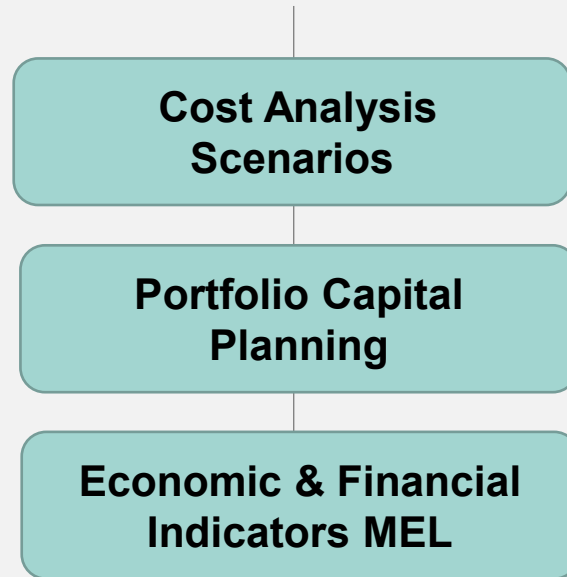 Cost Analysis
Scenarios
Portfolio Capital
Planning
Economic & Financial
Indicators MEL